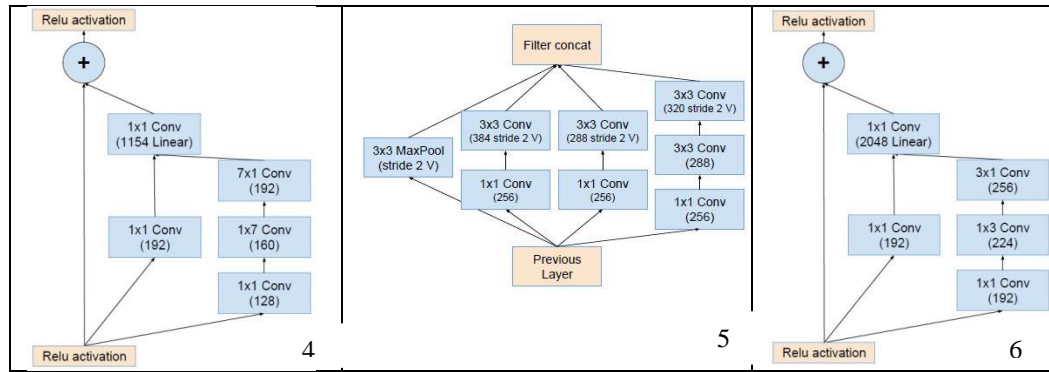 Relu activation
+
1x1 Conv
(1154 Linear)
7x1 Conv
(192)
1x1 Conv
(192)
1x7 Conv
(160)
1x1 Conv
(128)
Relu activation
4
Filter concat
3x3 MaxPool
(stride 2 V)
3x3 Conv
(384 stride 2 V)
1x1 Conv
(256)
3x3 Conv
(288 stride 2 V)
1x1 Conv
(256)
3x3 Conv
(320 stride 2 V)
3x3 Conv
(288)
1x1 Conv
(256)
Previous
Layer
5
Relu activation
+
1x1 Conv
(2048 Linear)
3x1 Conv
(256)
1x1 Conv
(192)
1x3 Conv
(224)
1x1 Conv
(192)
Relu activation
6